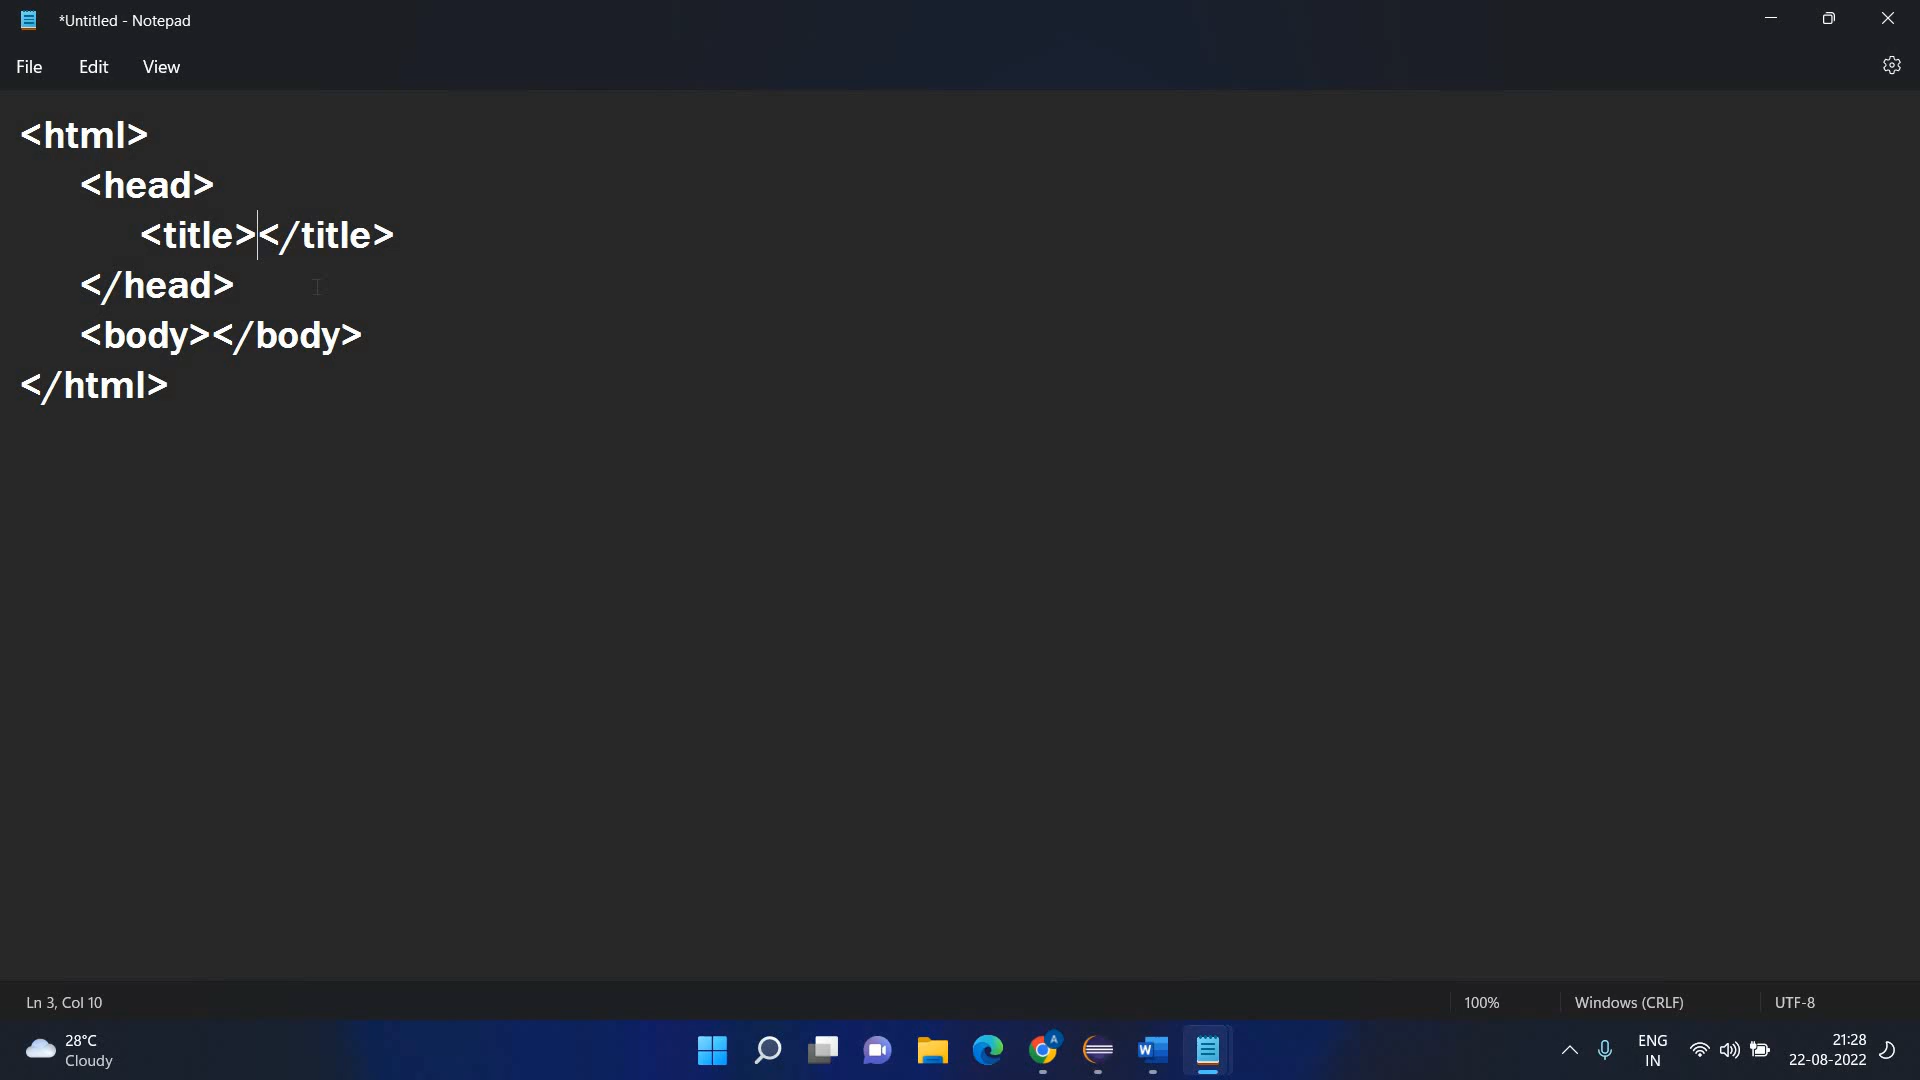 *Untitled - Notepad
File Edit View
<html>
<head>
<title></title>
</head>
<body></body>
</html>
Ln 3, Col 10 100% Windows (CRLF) UTF-8
28°C
Cloudy
A
W
ENG
IN
21:28
22-08-2022